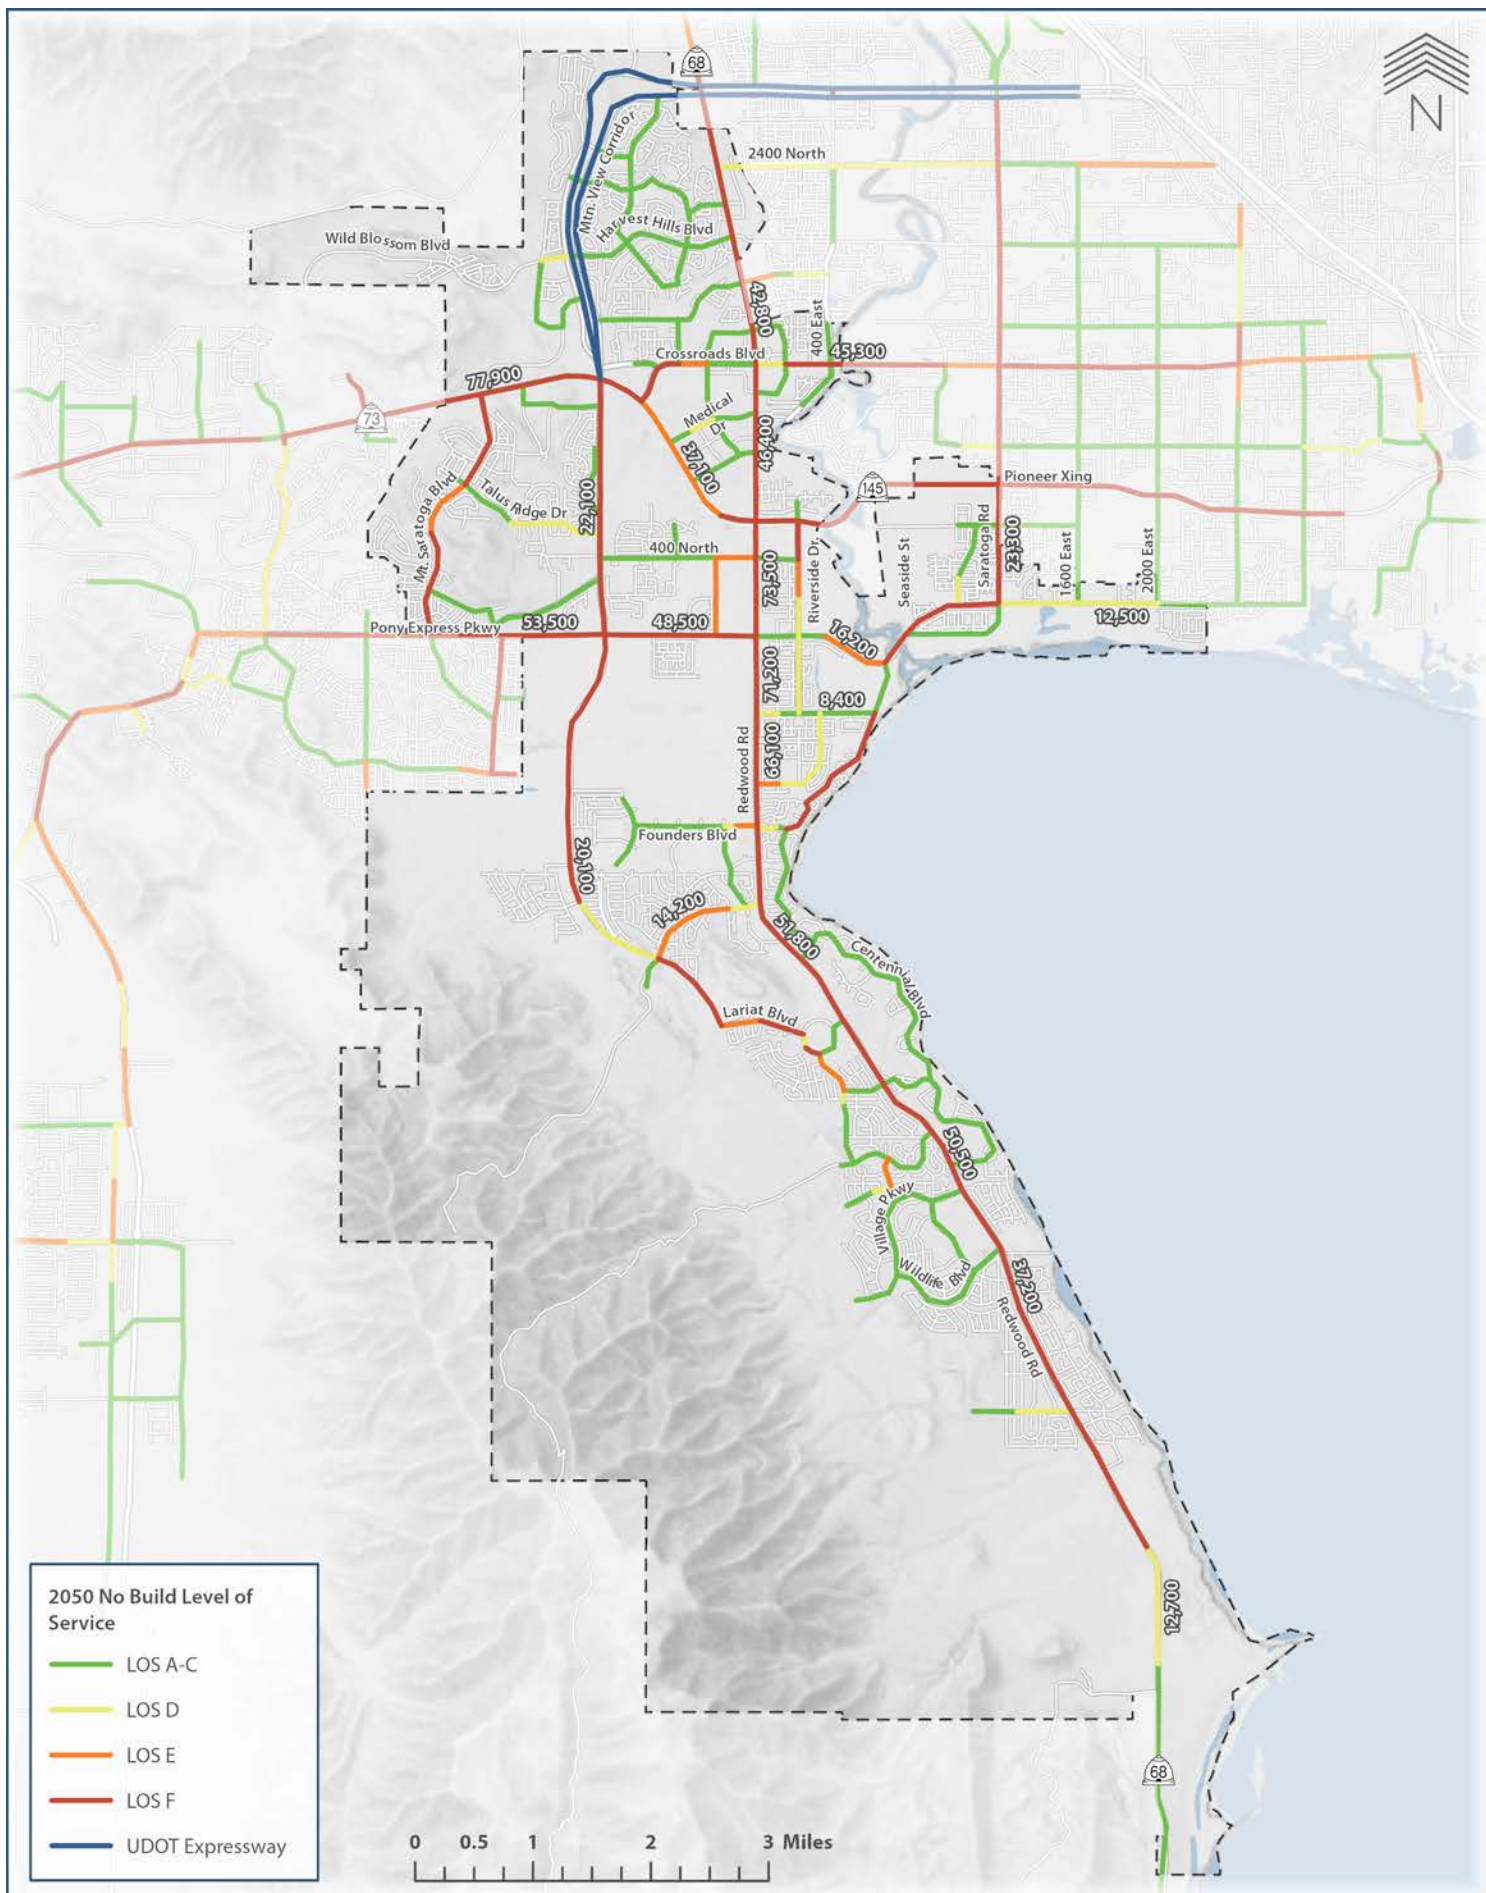 68
N
2400 North
Mtn. View Corridor
Harvest Hills Blvd
Wild Blossom Blvd
42,800
400 East
Crossroads Blvd
45,300
77,900
73
Medical
Dr
46,400
37,100
Pioneer Xing
145
Mt. Saratoga Blvd
Talus Ridge Dr
22,100
400 North
73,500
Riverside Dr.
Seaside St
Saratoga Rd
23,300
1600 East
2000 East
12,500
Pony Express Pkwy
53,500
48,500
16,200
71,200
8,400
66,100
Redwood Rd
Founders Blvd
20,100
14,200
51,800
Centennial Blvd
Lariat Blvd
50,500
Village Pkwy
Wildlife Blvd
37,200
Redwood Rd
12,700
68
2050 No Build Level of
Service
LOS A-C
LOS D
LOS E
LOS F
UDOT Expressway
0 0.5 1 2 3 Miles